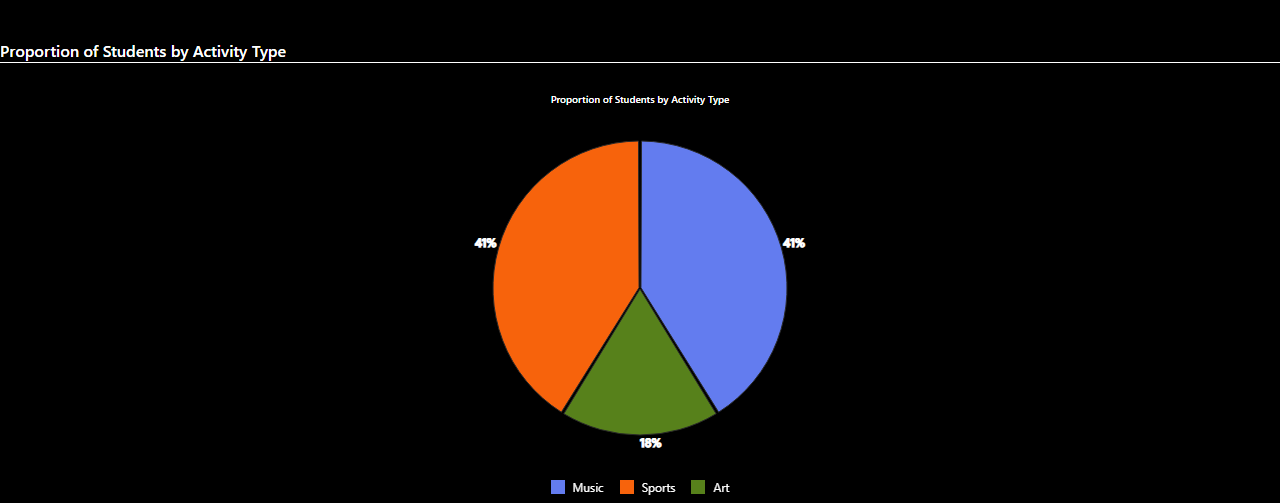 Proportion of Students by Activity Type
Proportion of Students by Activity Type
41%
41%
18%
Music Sports Art